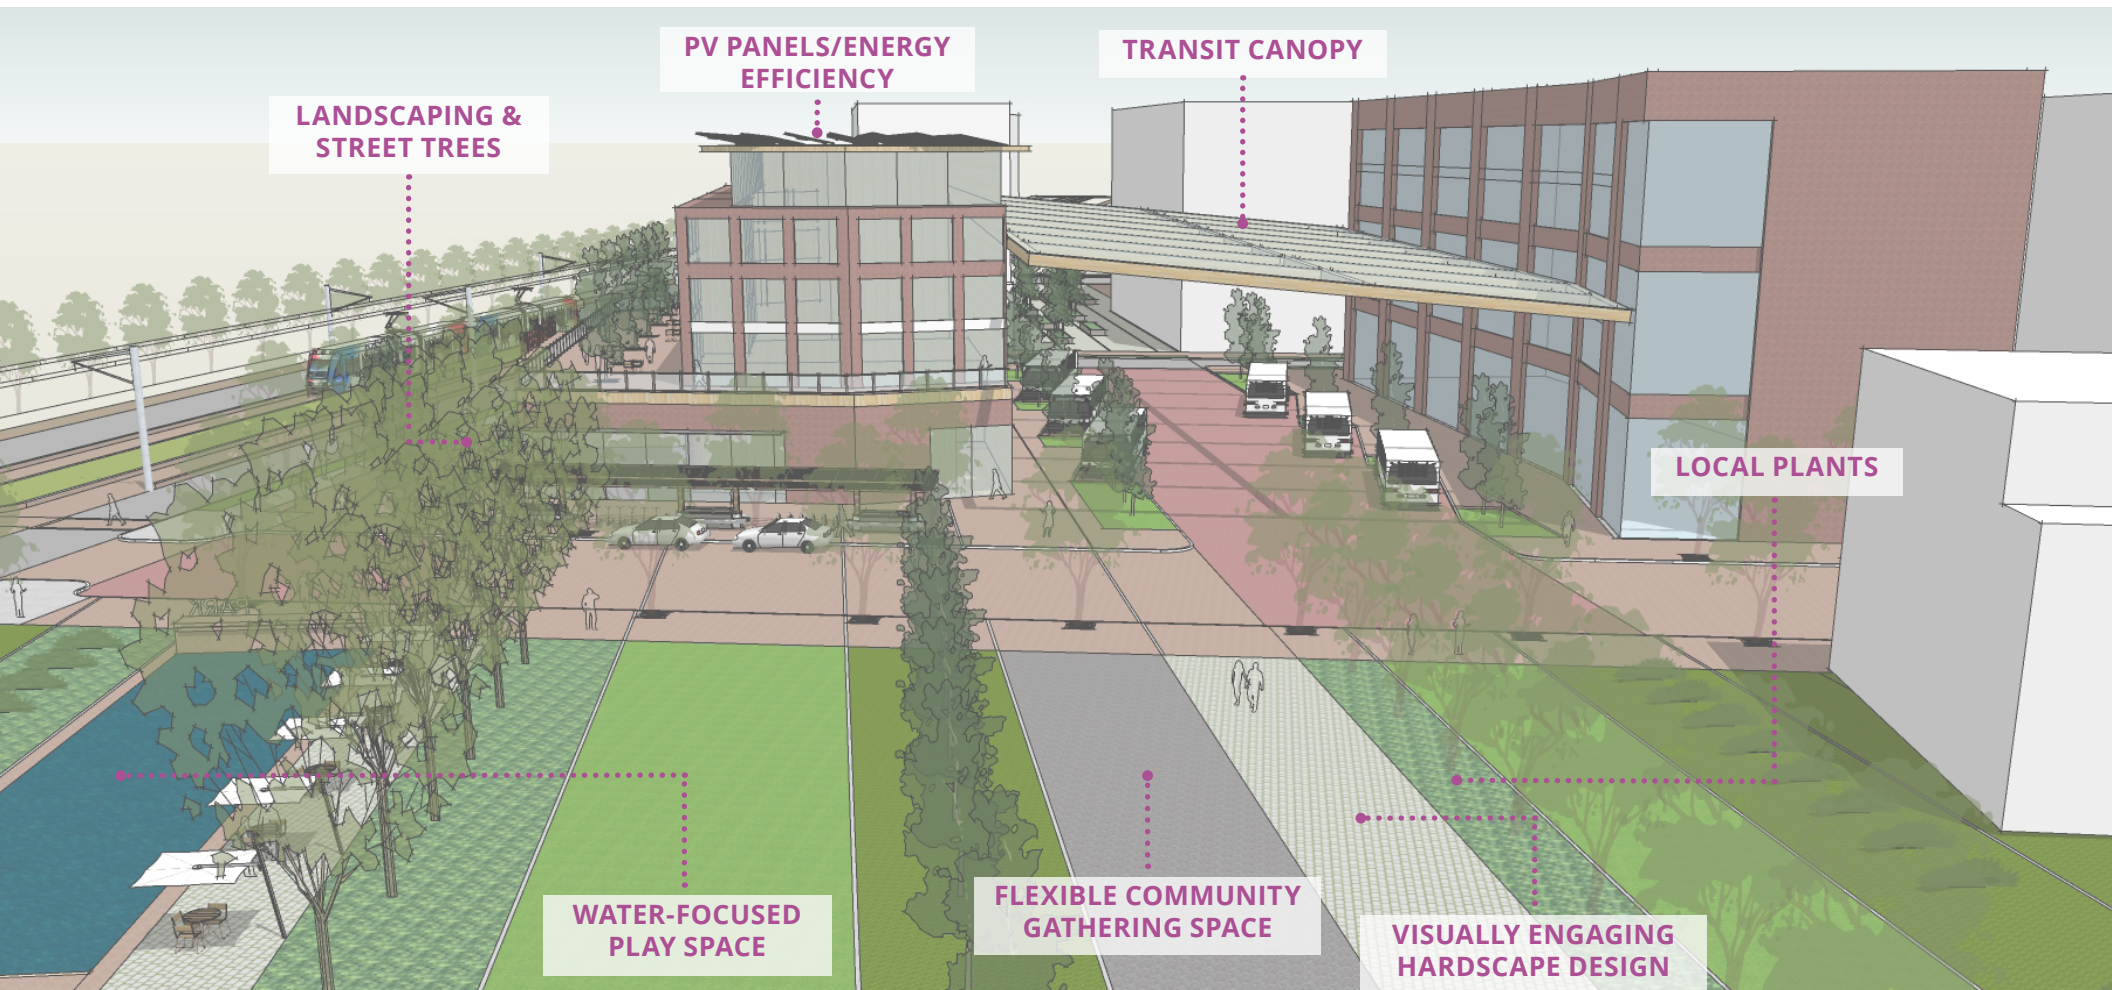 PV PANELS/ENERGY
EFFICIENCY
TRANSIT CANOPY
LANDSCAPING &
STREET TREES
LOCAL PLANTS
PARK
WATER-FOCUSED
PLAY SPACE
FLEXIBLE COMMUNITY
GATHERING SPACE
VISUALLY ENGAGING
HARDSCAPE DESIGN